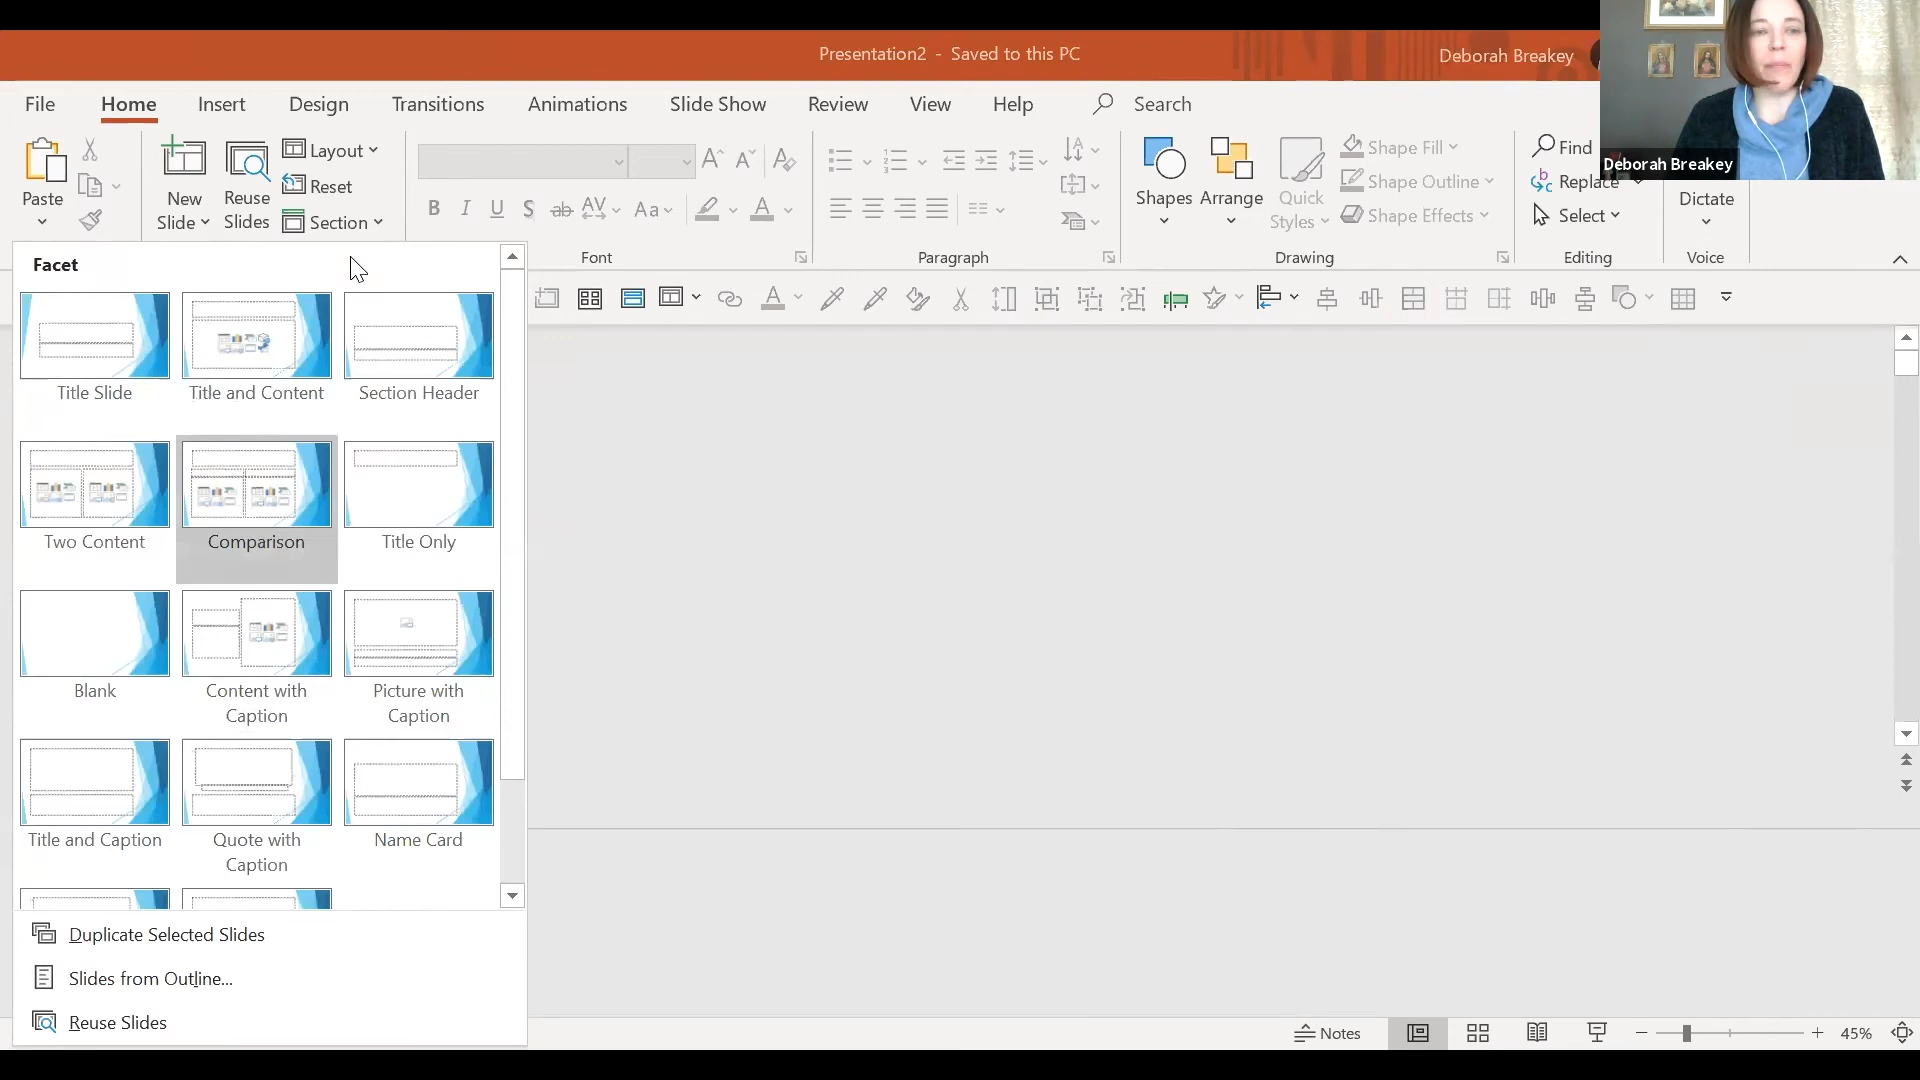 Presentation2 - Saved to this PC
Deborah Breakey
File Home Insert Design Transitions Animations Slide Show Review View Help Search
Paste
New Slide
Reuse Slides
Layout
Reset
Section
Aa
Shapes
Arrange
Quick Styles
Shape Fill
Shape Outline
Shape Effects
Find
Replace
Select
Dictate
Deborah Breakey
Font
Paragraph
Drawing
Editing
Voice
Facet
Title Slide
Title and Content
Section Header
Two Content
Comparison
Title Only
Blank
Content with
Caption
Picture with
Caption
Title and Caption
Quote with
Caption
Name Card
Duplicate Selected Slides
Slides from Outline...
Reuse Slides
Notes
45%